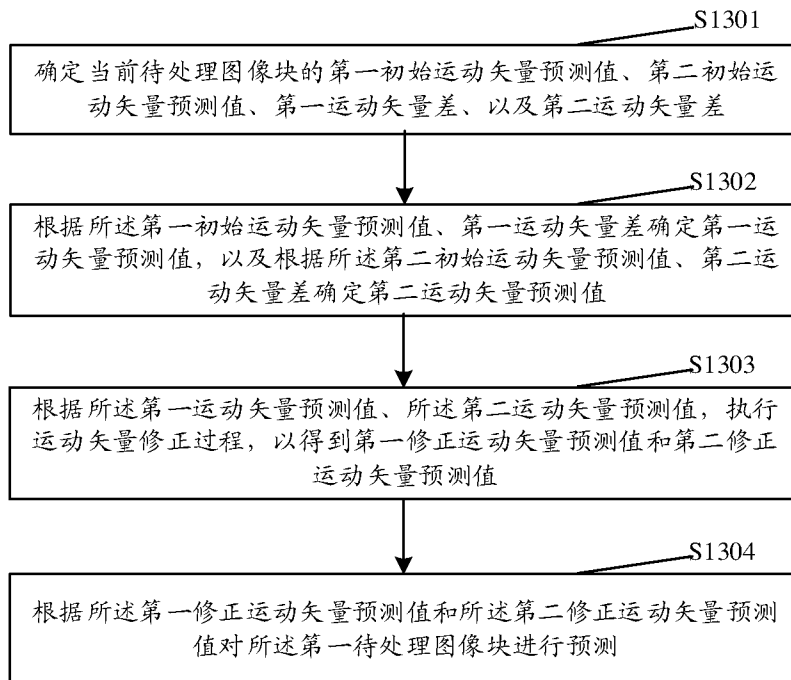 S1301
确定当前待处理图像块的第一初始运动矢量预测值、第二初始运
动矢量预测值、第一运动矢量差、以及第二运动矢量差
S1302
根据所述第一初始运动矢量预测值、第一运动矢量差确定第一运
动矢量预测值，以及根据所述第二初始运动矢量预测值、第二运
动矢量差确定第二运动矢量预测值
S1303
根据所述第一运动矢量预测值、所述第二运动矢量预测值，执行
运动矢量修正过程，以得到第一修正运动矢量预测值和第二修正
运动矢量预测值
S1304
根据所述第一修正运动矢量预测值和所述第二修正运动矢量预测
值对所述第一待处理图像块进行预测